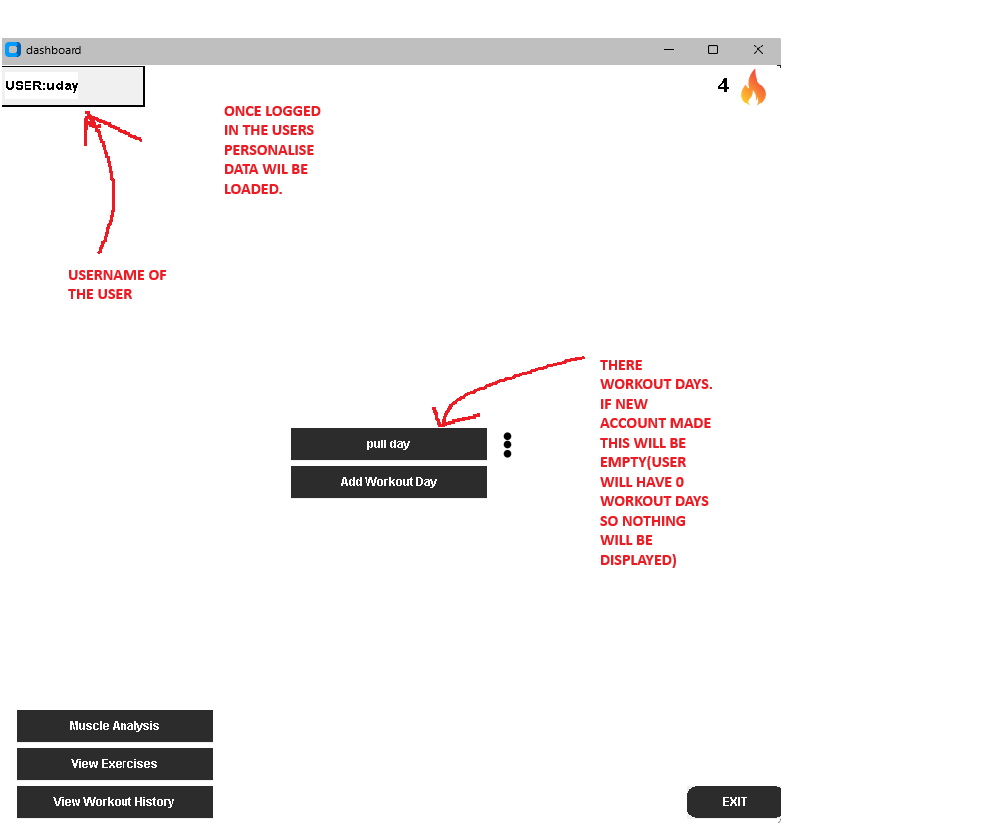 dashboard
USER:uday
4
ONCE LOGGED
IN THE USERS
PERSONALISE
DATA WIL BE
LOADED.
USERNAME OF
THE USER
THERE
WORKOUT DAYS.
IF NEW
ACCOUNT MADE
THIS WILL BE
EMPTY(USER
WILL HAVE 0
WORKOUT DAYS
SO NOTHING
WILL BE
DISPLAYED)
pull day
Add Workout Day
Muscle Analysis
View Exercises
View Workout History
EXIT